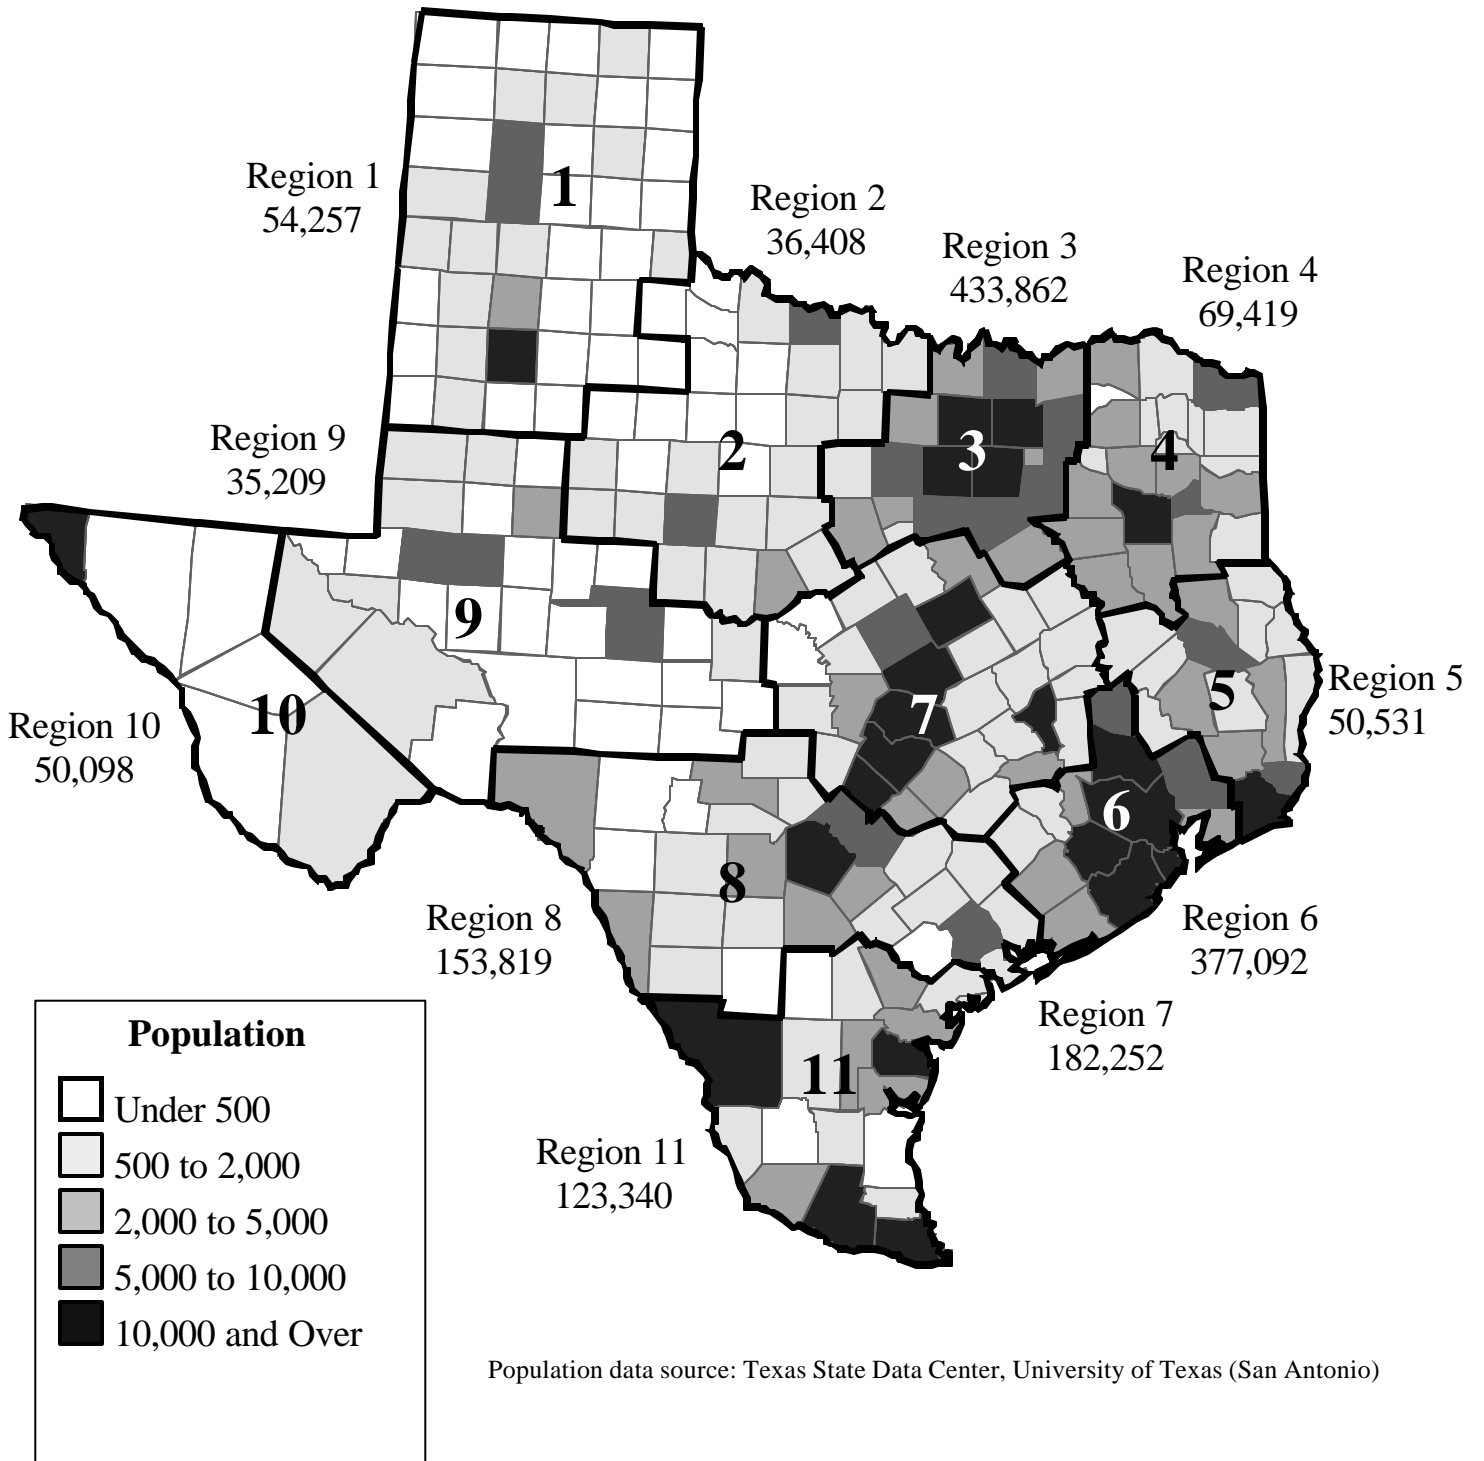 Region 1
54,257
1
Region 2
36,408
Region 3
433,862
Region 4
69,419
Region 9
35,209
2
3
4
9
10
Region 10
50,098
7
5
Region 5
50,531
6
8
Region 8
153,819
Region 6
377,092
Region 7
182,252
11
Region 11
123,340
Population
Under 500
500 to 2,000
2,000 to 5,000
5,000 to 10,000
10,000 and Over
Population data source: Texas State Data Center, University of Texas (San Antonio)